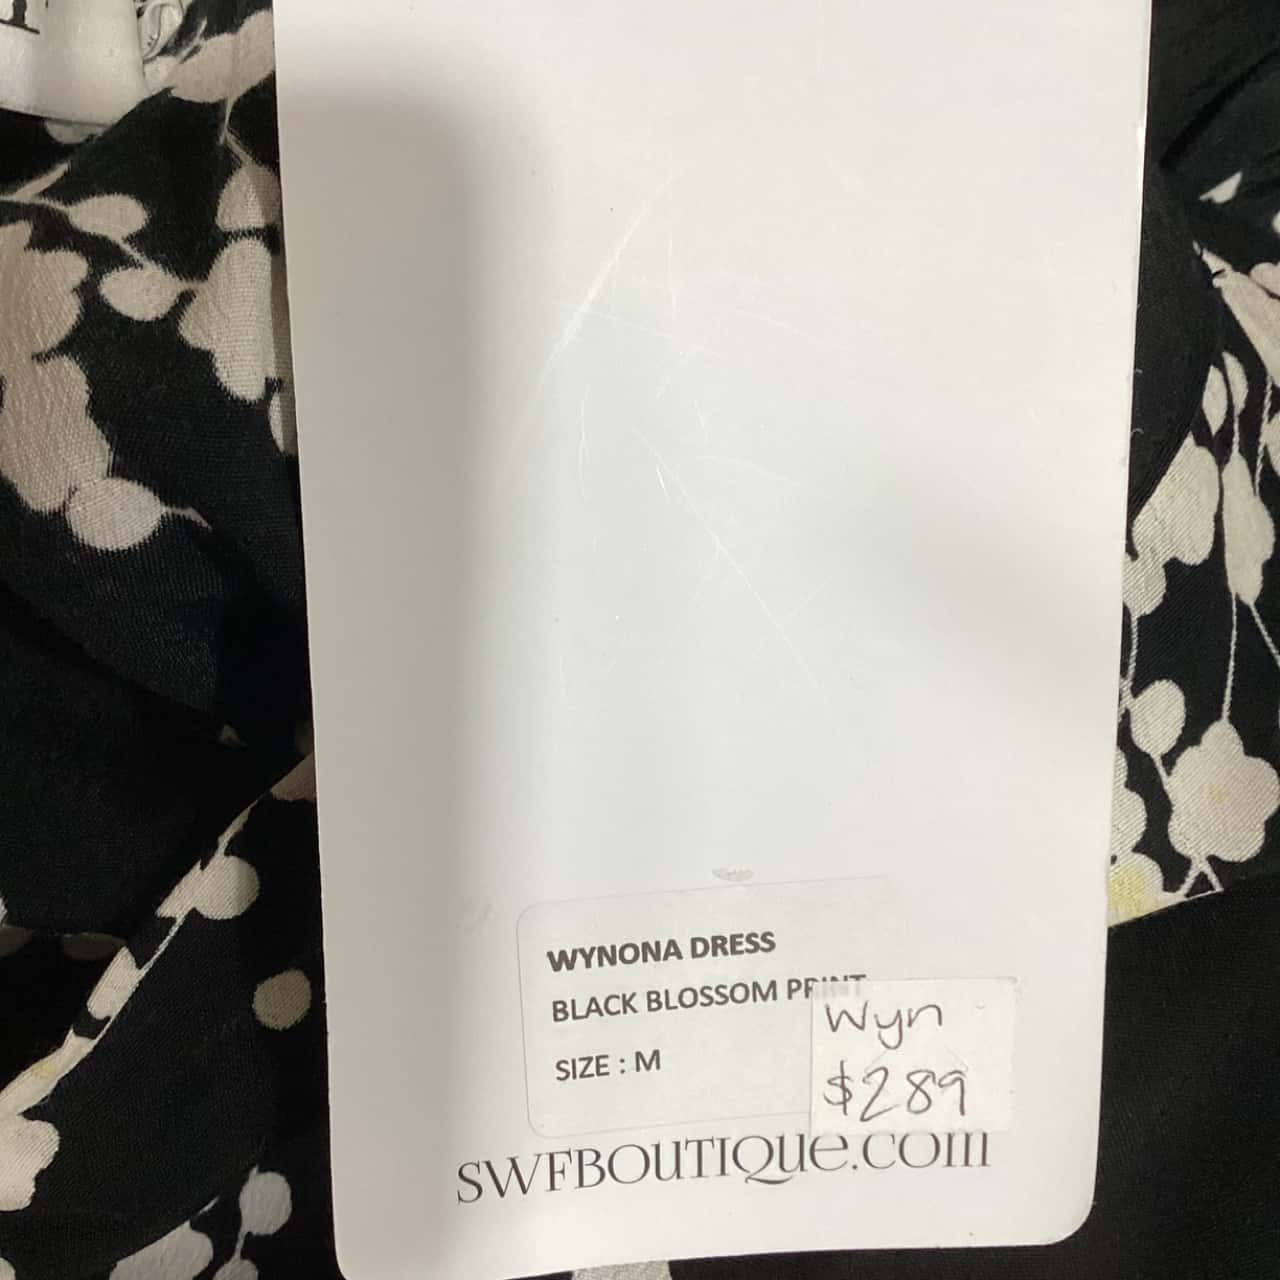 WYNONA DRESS
BLACK BLOSSOM PRINT
SIZE : M
Wyn
$289
SWFBOUTIQUE.COM